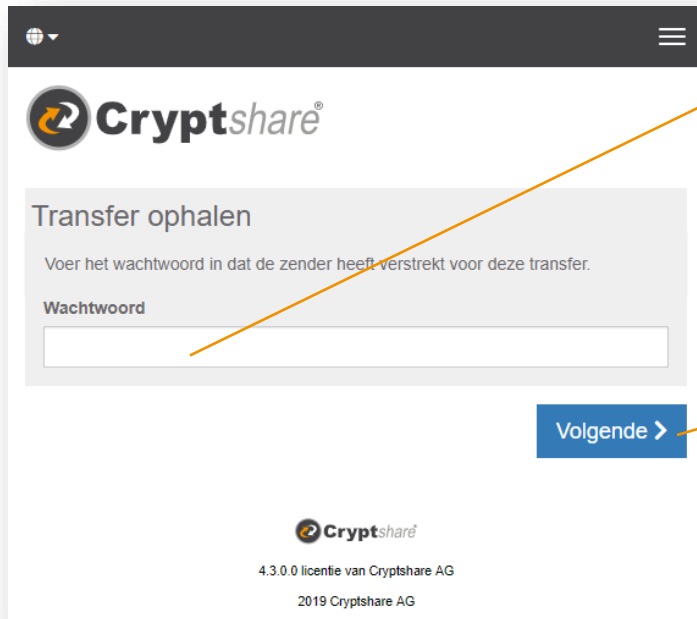 Cryptshare®
Transfer ophalen
Voer het wachtwoord in dat de zender heeft verstrekt voor deze transfer.
Wachtwoord
Volgende
Cryptshare®
4.3.0.0 licentie van Cryptshare AG
2019 Cryptshare AG